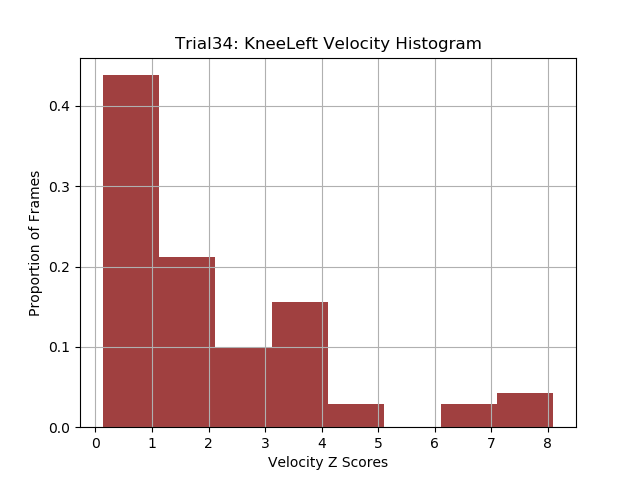 Trial34: KneeLeft Velocity Histogram
Proportion of Frames
0.4
0.3
0.2
0.1
0.0
0 1 2 3 4 5 6 7 8
Velocity Z Scores